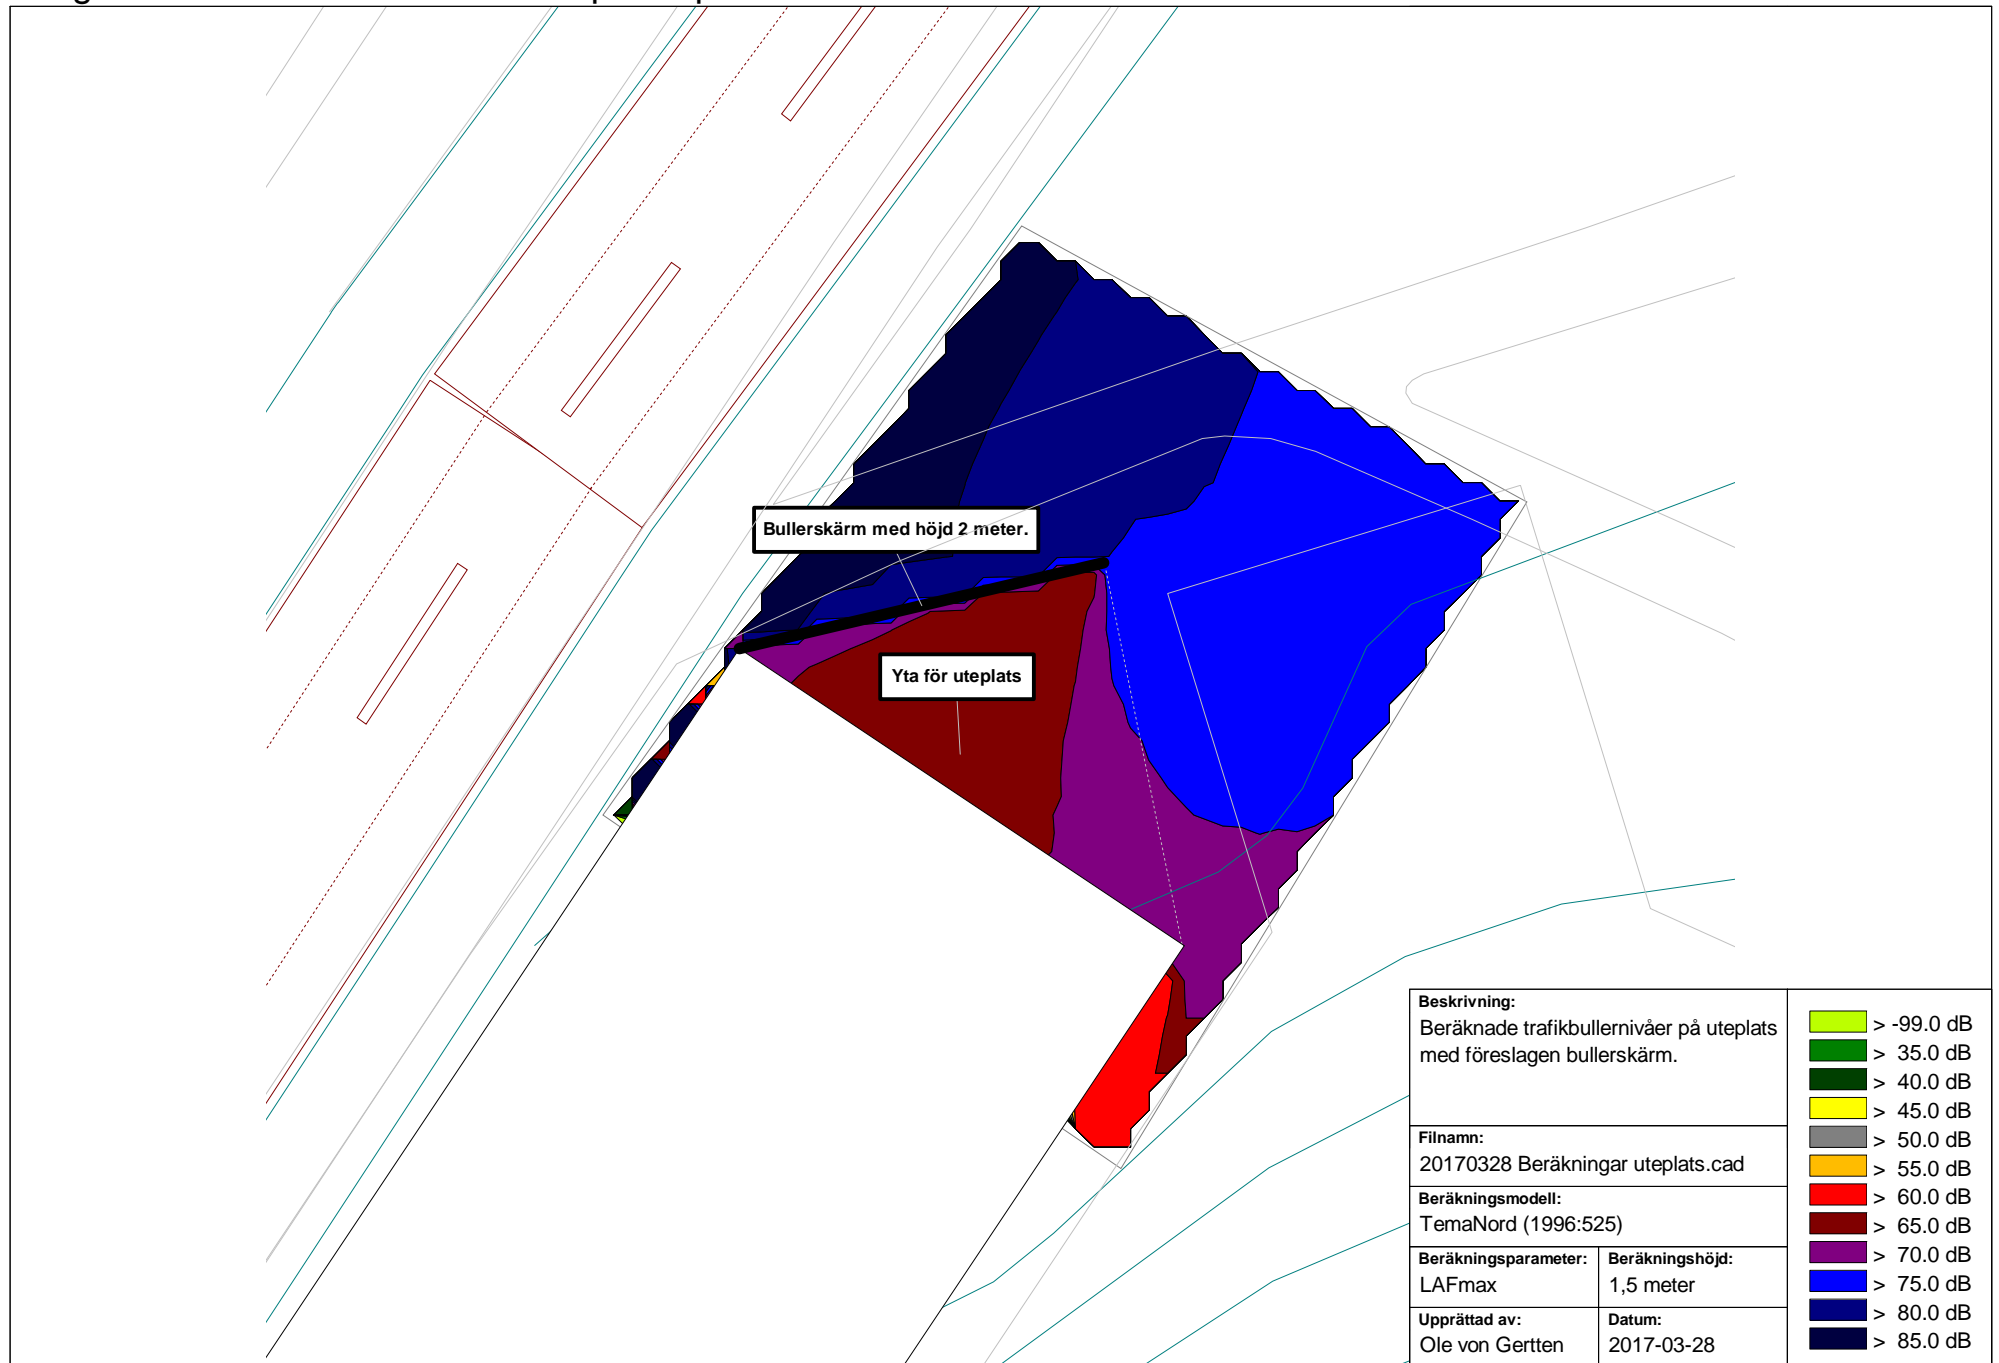 Bullerskärm med höjd 2 meter.
Yta för uteplats
Beskrivning:
Beräknade trafikbullernivåer på uteplats
med föreslagen bullerskärm.
Filnamn:
20170328 Beräkningar uteplats.cad
Beräkningsmodell:
TemaNord (1996:525)
Beräkningsparameter:
LAFmax
Beräkningshöjd:
1,5 meter
Upprättad av:
Ole von Gertten
Datum:
2017-03-28
> -99.0 dB
> 35.0 dB
> 40.0 dB
> 45.0 dB
> 50.0 dB
> 55.0 dB
> 60.0 dB
> 65.0 dB
> 70.0 dB
> 75.0 dB
> 80.0 dB
> 85.0 dB